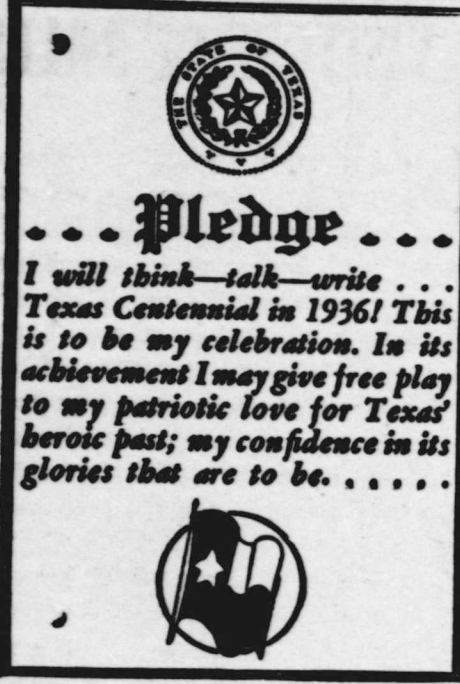 THE STATE OF TEXAS
. . . Pledge . . .
I will think—talk—write . . .
Texas Centennial in 1936! This
is to be my celebration. In its
achievement I may give free play
to my patriotic love for Texas'
heroic past; my confidence in its
glories that are to be. . . . . .